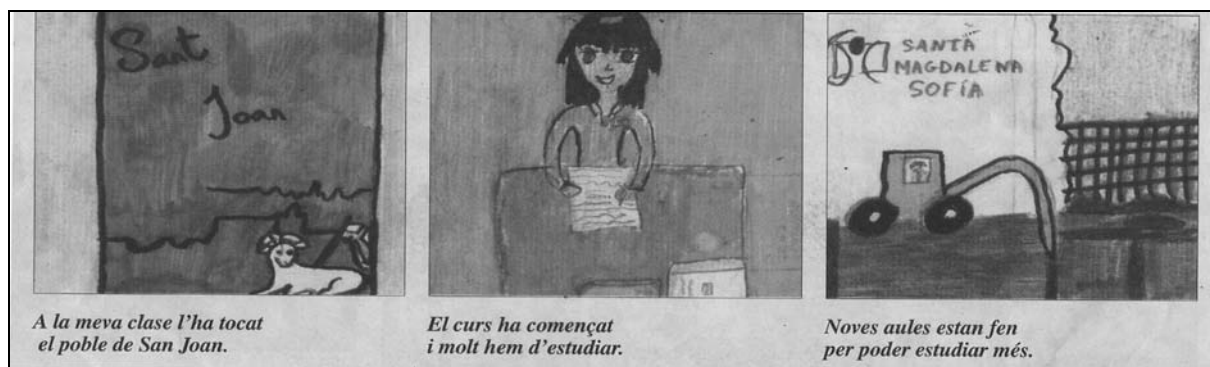 Sant
Joan
SANTA
MAGDALENA
SOFÍA
A la meva clase l'ha tocat
el poble de San Joan.
El curs ha començat
i molt hem d'estudiar.
Noves aules estan fen
per poder estudiar més.